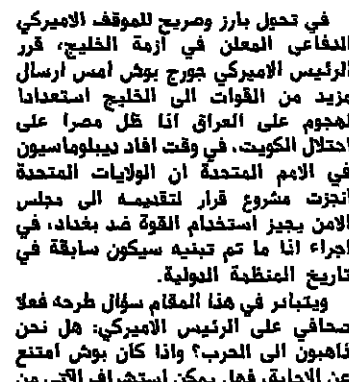 في تحول بارز وصريح للموقف الاميركي
الدفاعي المعلن في ازمة الخليج، قرر
الرئيس الاميركي جورج بوش امس ارسال
مزيد من القوات الى الخليج استعدادا
لهجوم على العراق اذا ظل مصرا على
احتلال الكويت، في وقت افاد ديبلوماسيون
في الامم المتحدة ان الولايات المتحدة
انجزت مشروع قرار لتقديمه الى مجلس
الامن يجيز استخدام القوة ضد بغداد، في
اجراء اذا ما تم تبنيه سيكون سابقة في
تاريخ المنظمة الدولية.
ويتبادر في هذا المقام سؤال طرحه فعلا
صحافي على الرئيس الاميركي: هل نحن
ذاهبون الى الحرب؟ واذا كان بوش امتنع
عن الاجابة، فهل يمكن استشراف الآتي من